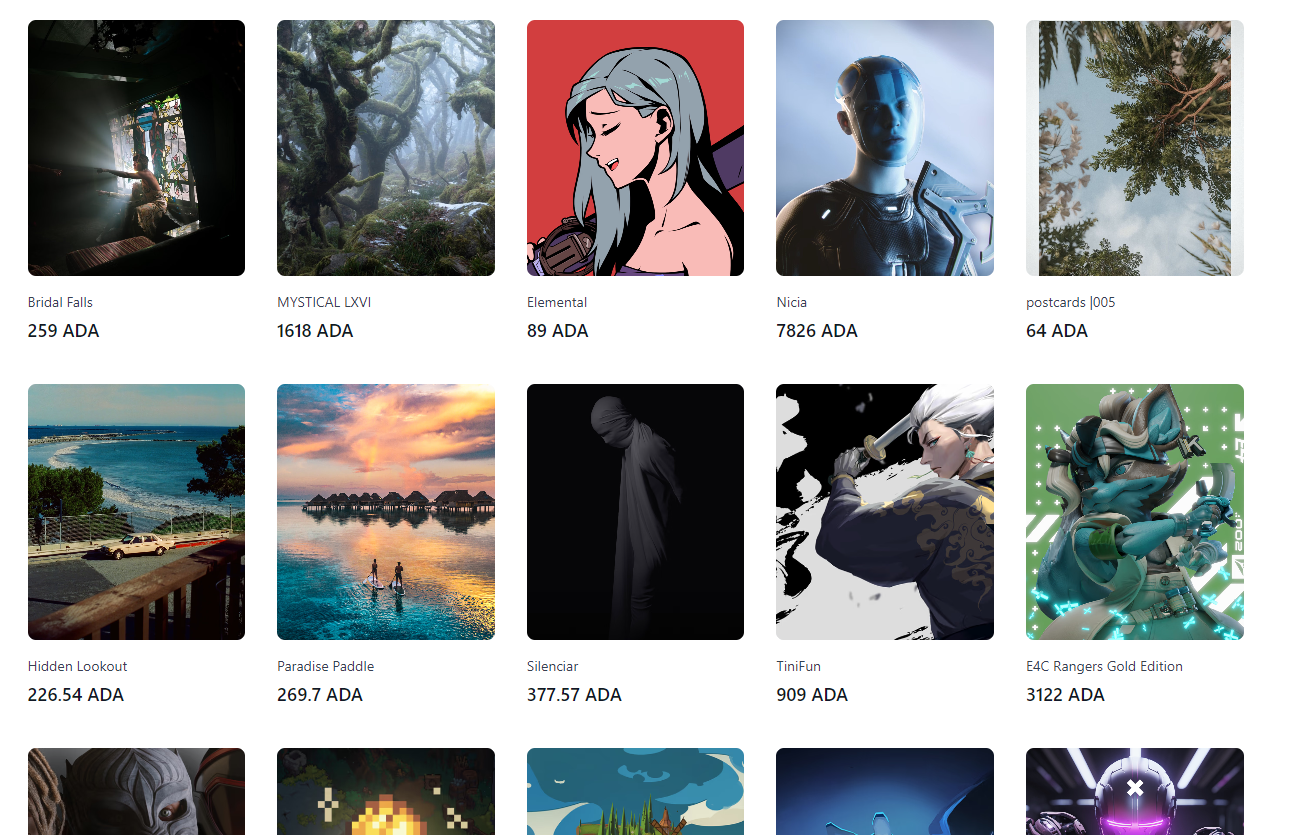 Bridal Falls
259 ADA
MYSTICAL LXVI
1618 ADA
Elemental
89 ADA
Nicia
7826 ADA
postcards |005
64 ADA
Hidden Lookout
226.54 ADA
Paradise Paddle
269.7 ADA
Silenciar
377.57 ADA
TiniFun
909 ADA
E4C Rangers Gold Edition
3122 ADA